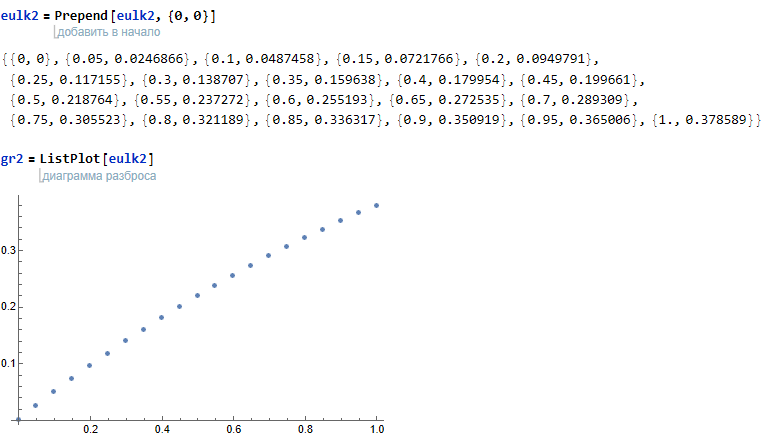 eulk2 = Prepend[eulk2, {0, 0}]
добавить в начало
{{0, 0}, {0.05, 0.0246866}, {0.1, 0.0487458}, {0.15, 0.0721766}, {0.2, 0.0949791},
{0.25, 0.117155}, {0.3, 0.138707}, {0.35, 0.159638}, {0.4, 0.179954}, {0.45, 0.199661},
{0.5, 0.218764}, {0.55, 0.237272}, {0.6, 0.255193}, {0.65, 0.272535}, {0.7, 0.289309},
{0.75, 0.305523}, {0.8, 0.321189}, {0.85, 0.336317}, {0.9, 0.350919}, {0.95, 0.365006}, {1., 0.378589}}
gr2 = ListPlot[eulk2]
диаграмма разброса
0.3
0.2
0.1
0.2 0.4 0.6 0.8 1.0